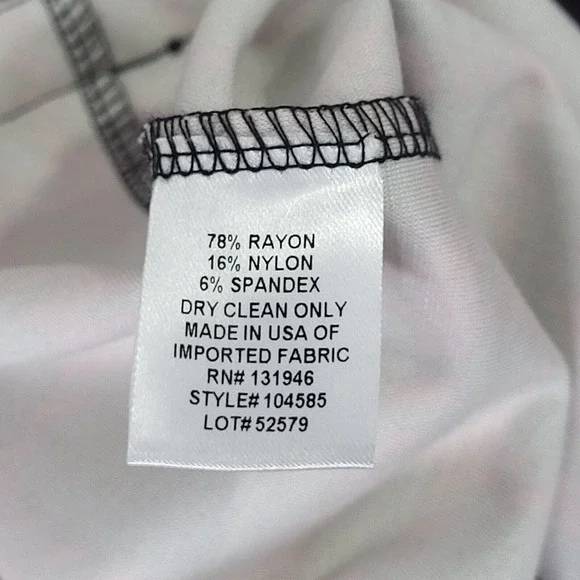 78% RAYON
16% NYLON
6% SPANDEX
DRY CLEAN ONLY
MADE IN USA OF
IMPORTED FABRIC
RN# 131946
STYLE# 104585
LOT# 52579